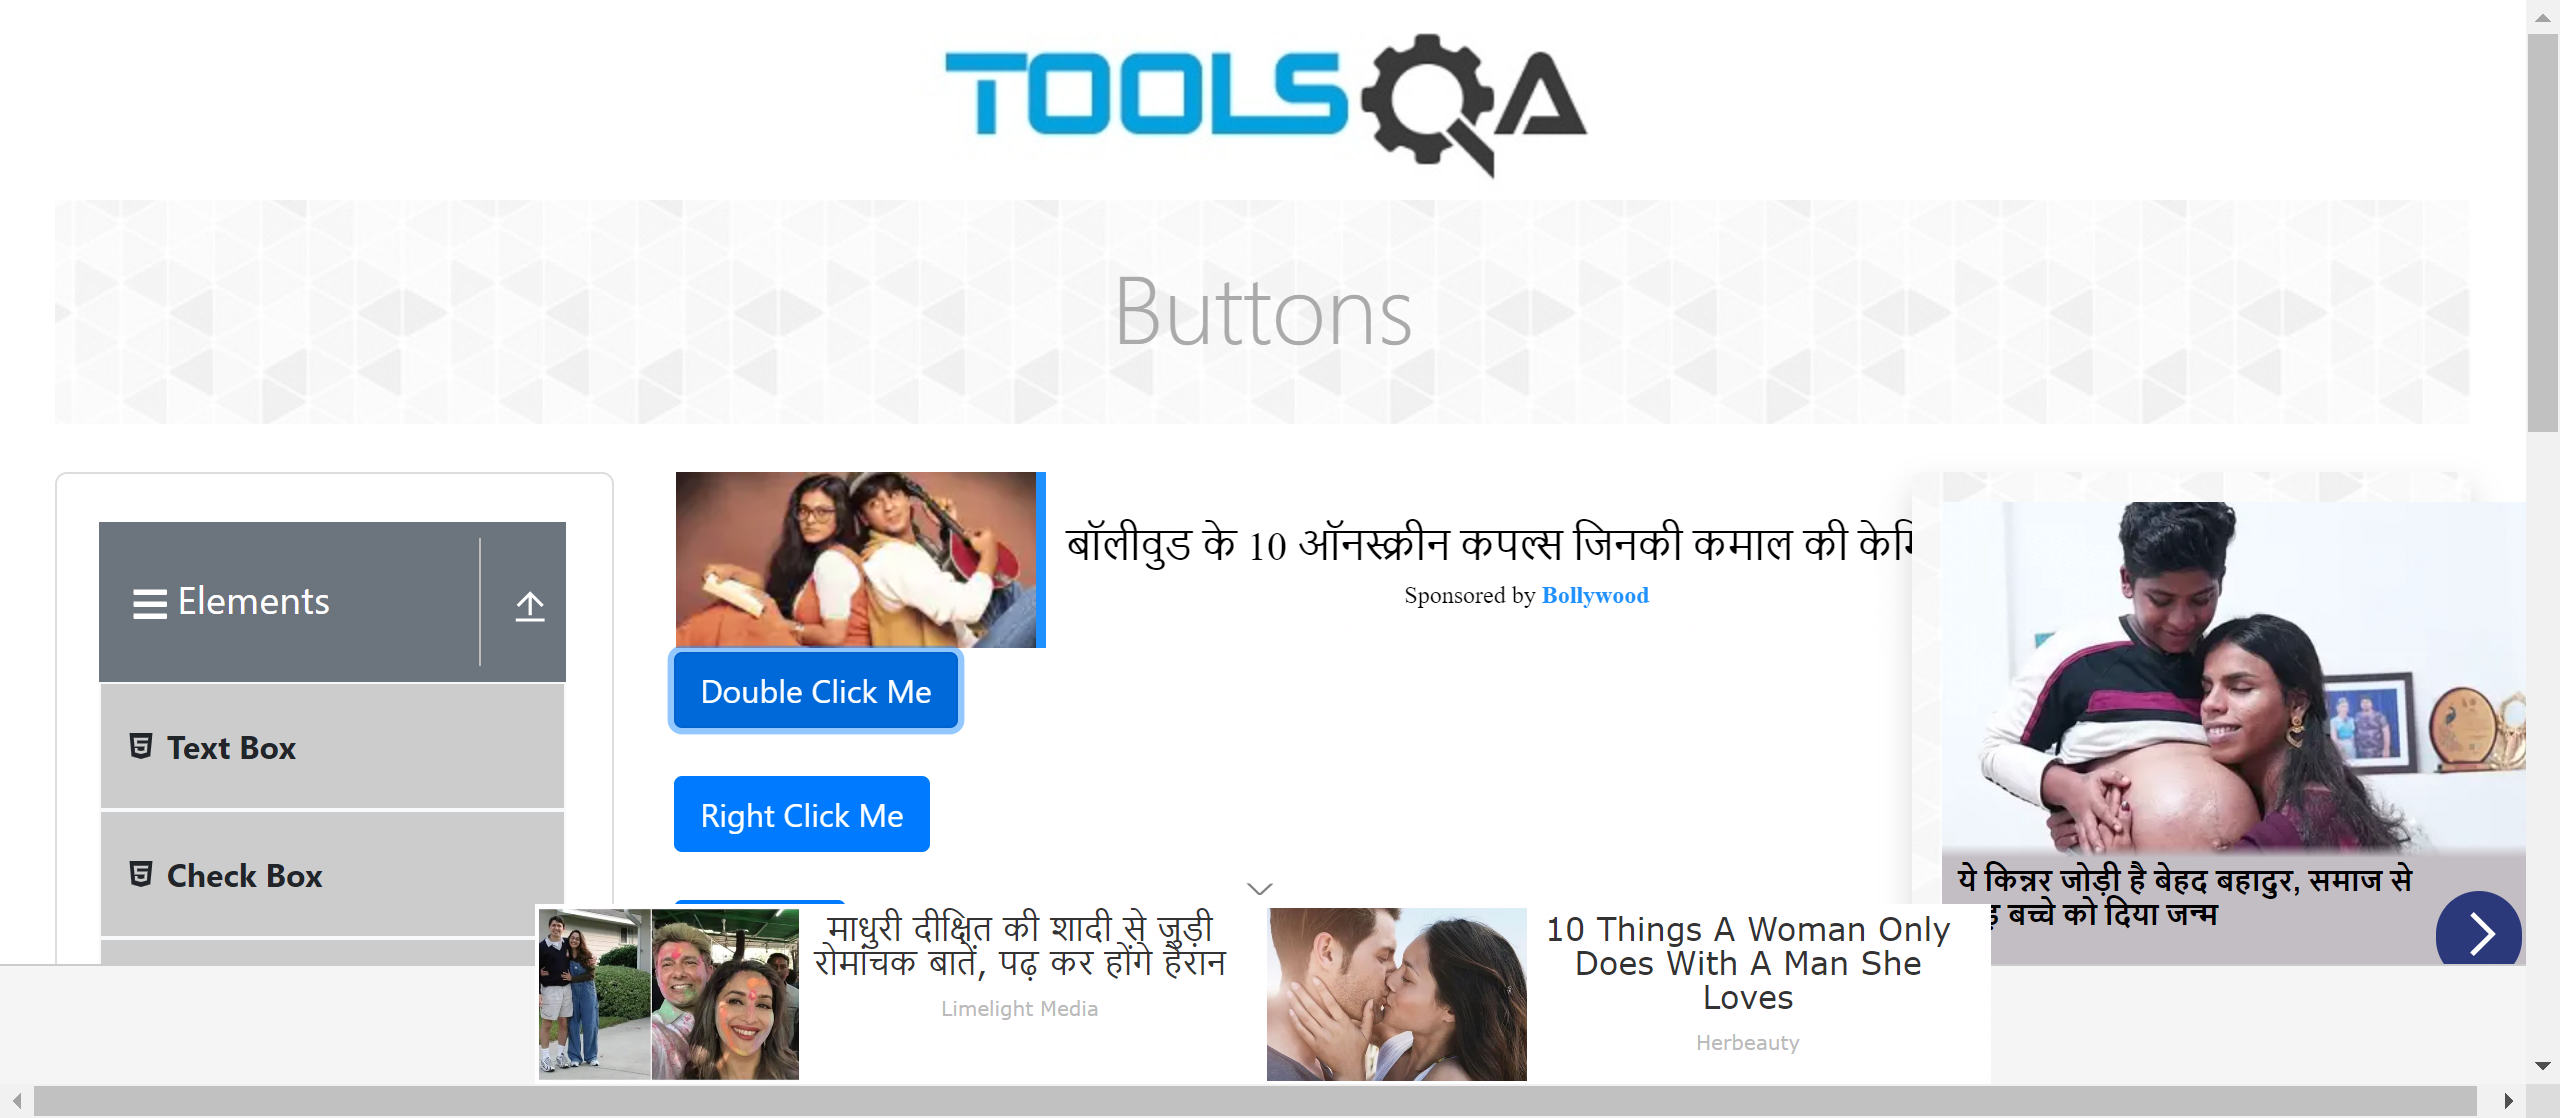 TOOLSQA
Buttons
Elements
Text Box
Check Box
बॉलीवुड के 10 ऑनस्क्रीन कपल्स जिनकी कमाल की
Sponsored by Bollywood
Double Click Me
Right Click Me
ये किन्नर जोड़ी है बेहद बहादुर, समाज से
बच्चे को दिया जन्म
माधुरी दीक्षित की शादी से जुड़ी
रोमांचक बातें, पढ़ कर होंगे हैरान
Limelight Media
10 Things A Woman Only
Does With A Man She
Loves
Herbeauty